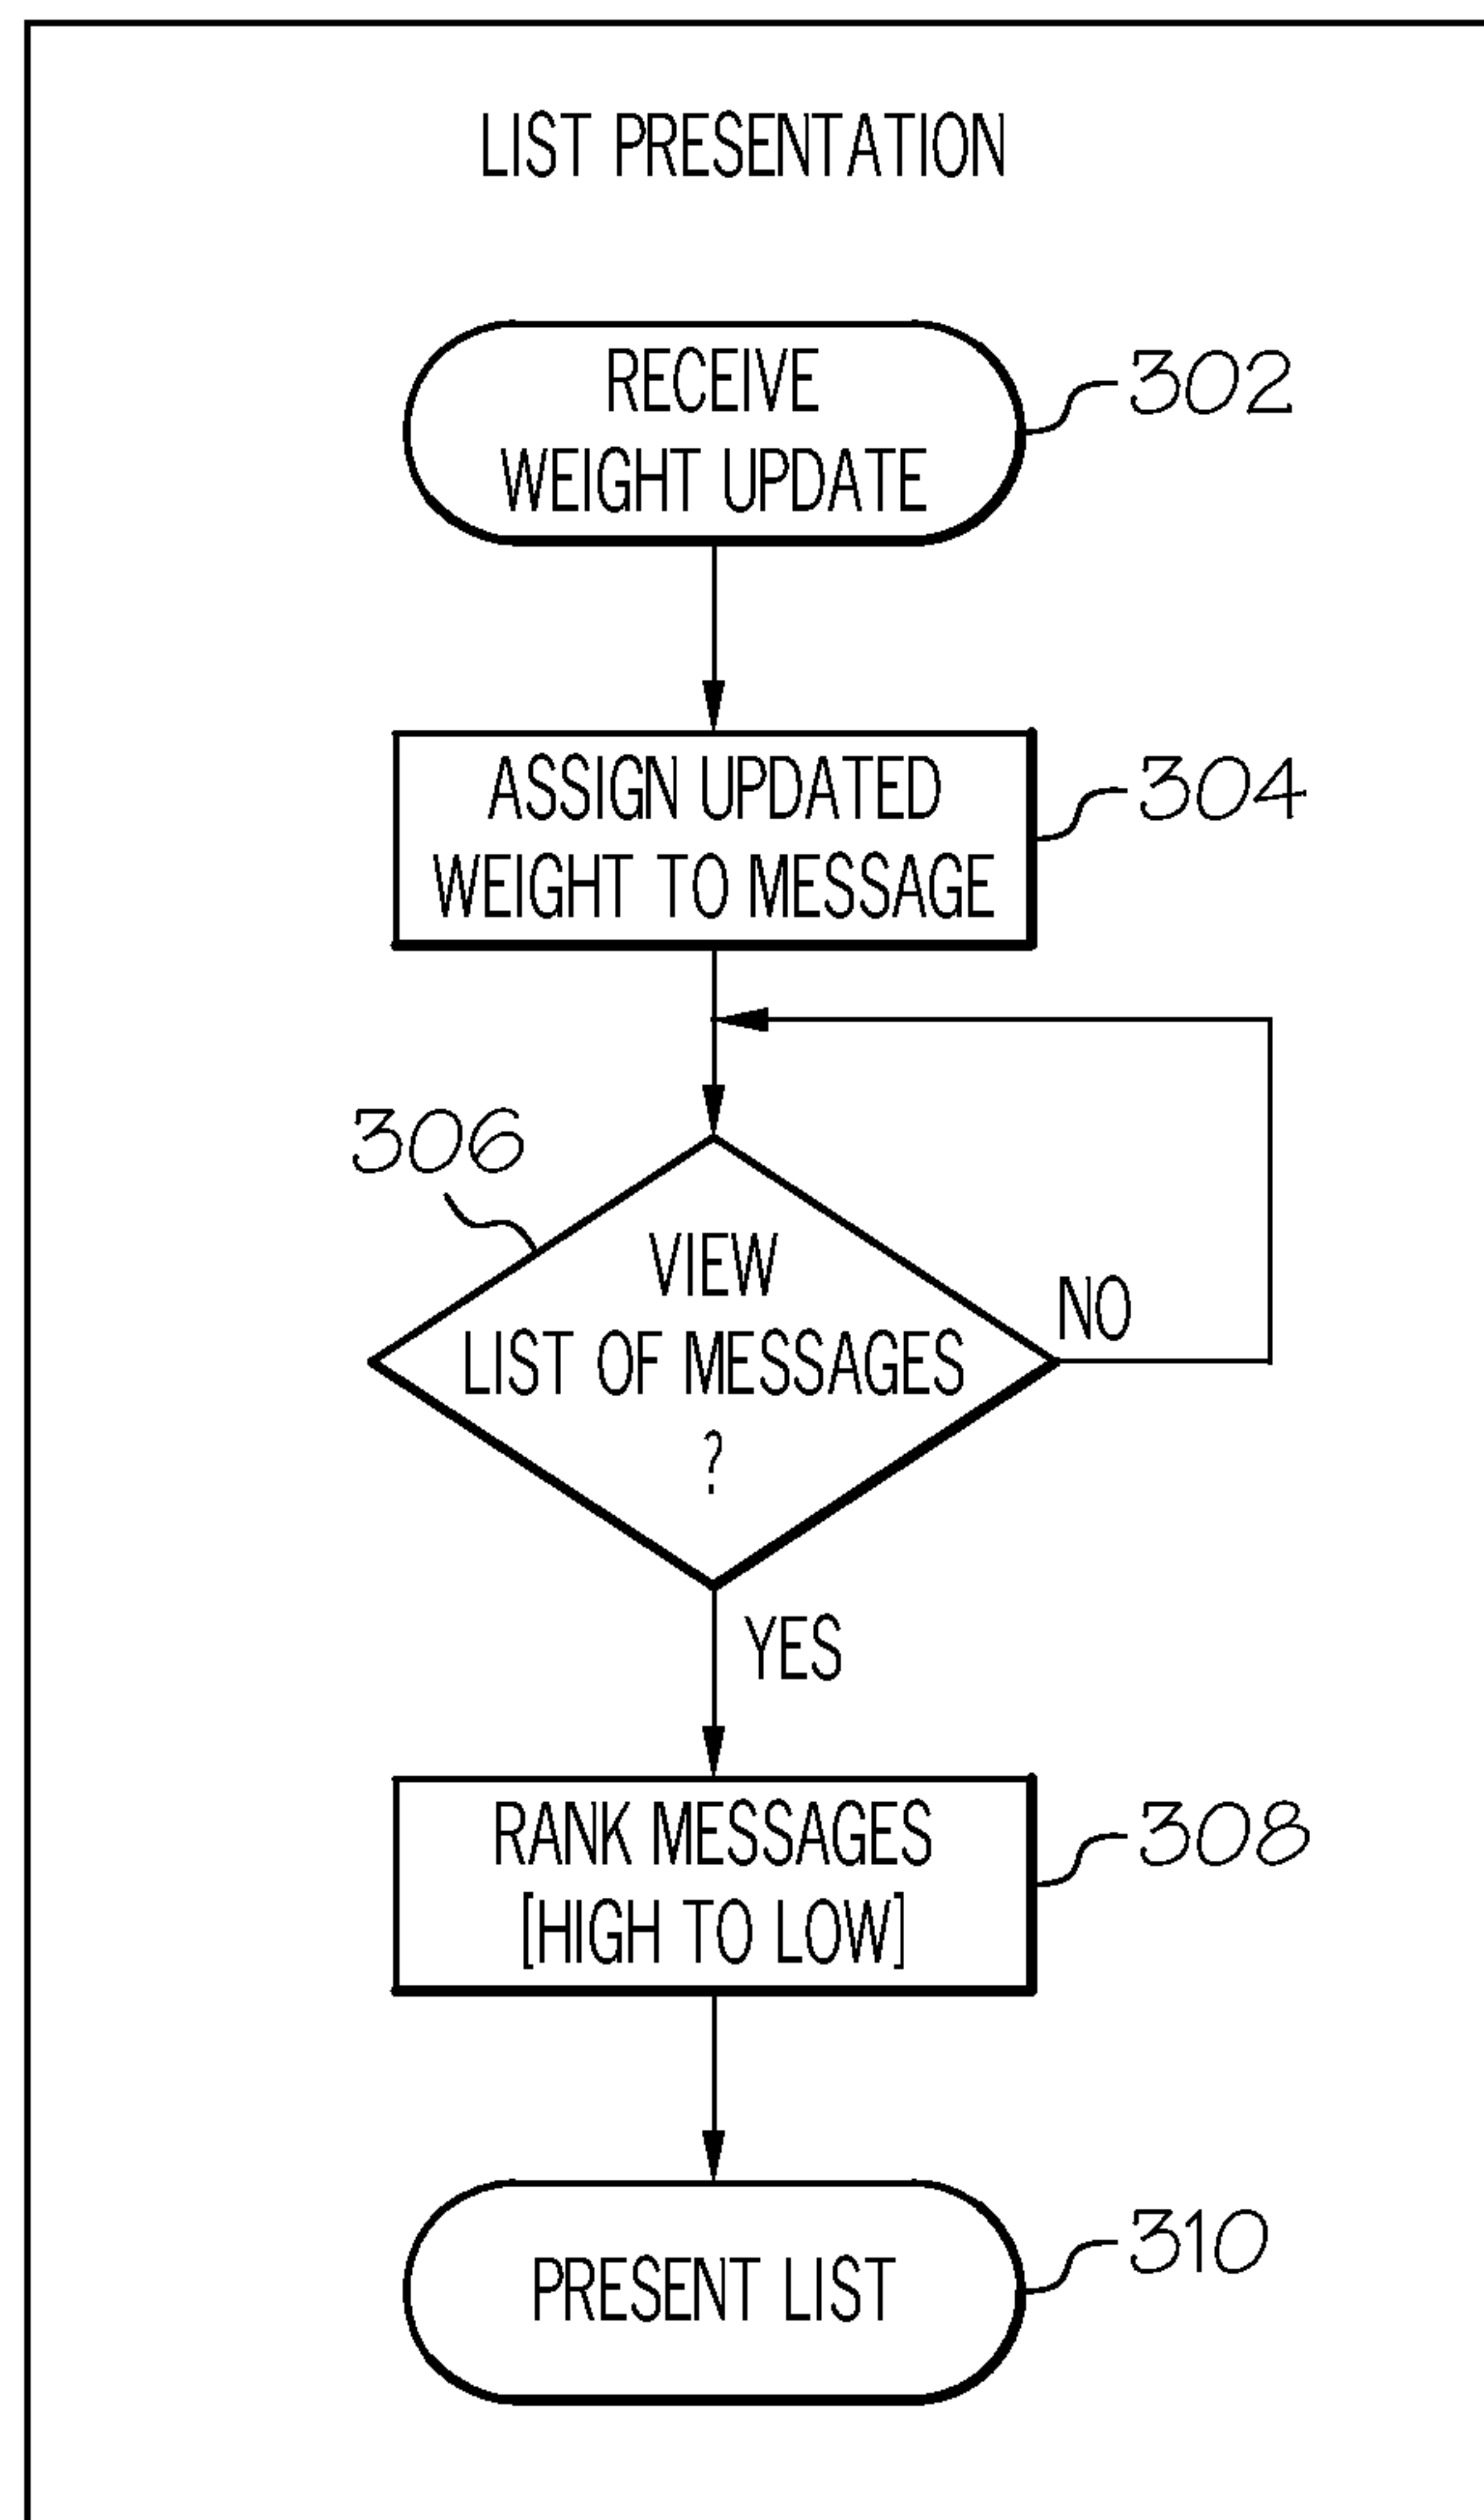 LIST PRESENTATION
RECEIVE
WEIGHT UPDATE
302
ASSIGN UPDATED
WEIGHT TO MESSAGE
304
306
VIEW
LIST OF MESSAGES
?
NO
YES
RANK MESSAGES
[HIGH TO LOW]
308
PRESENT LIST
310